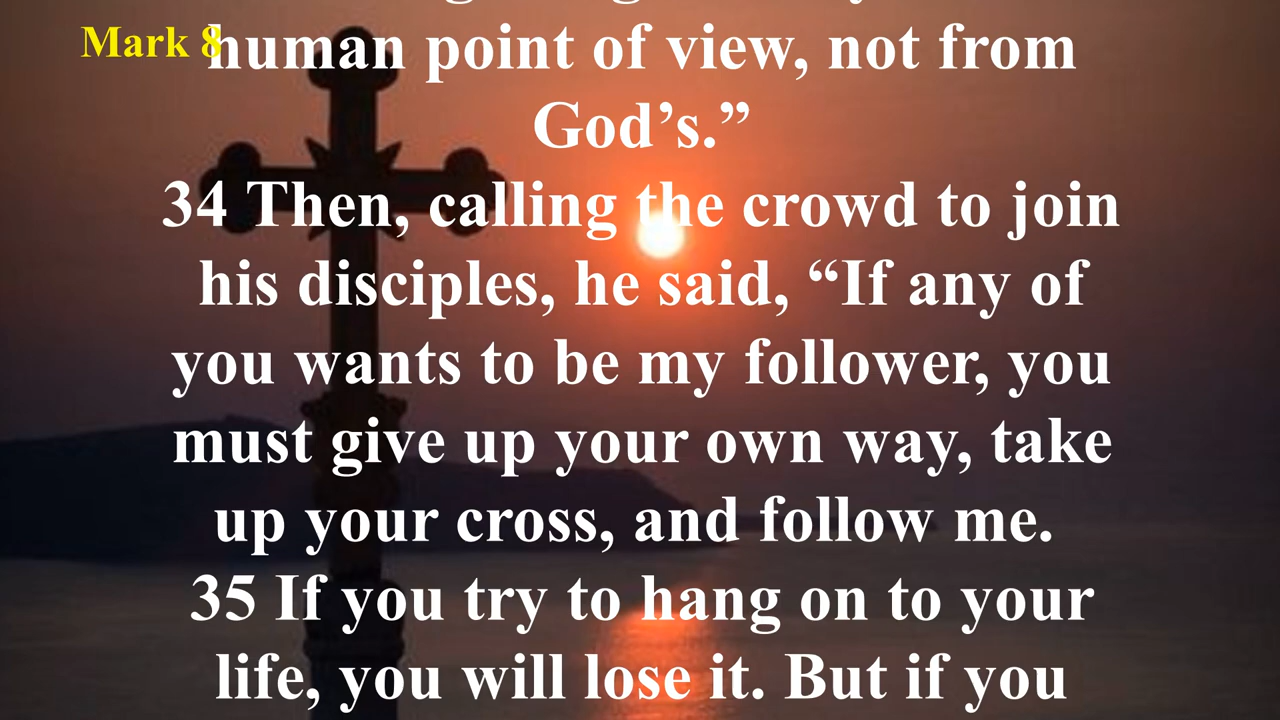 Mark 8
human point of view, not from
God’s.”
34 Then, calling the crowd to join
his disciples, he said, “If any of
you wants to be my follower, you
must give up your own way, take
up your cross, and follow me.
35 If you try to hang on to your
life, you will lose it. But if you